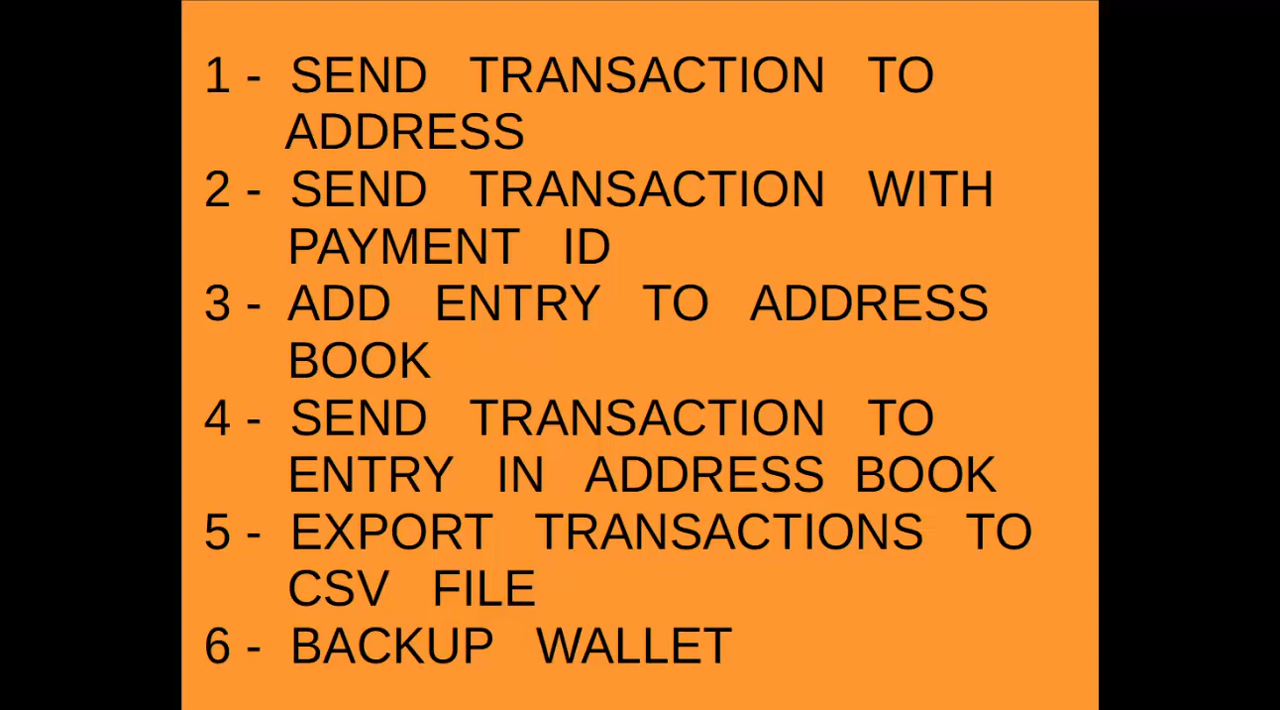 1 - SEND TRANSACTION TO
ADDRESS
2 - SEND TRANSACTION WITH
PAYMENT ID
3 - ADD ENTRY TO ADDRESS
BOOK
4 - SEND TRANSACTION TO
ENTRY IN ADDRESS BOOK
5 - EXPORT TRANSACTIONS TO
CSV FILE
6 - BACKUP WALLET